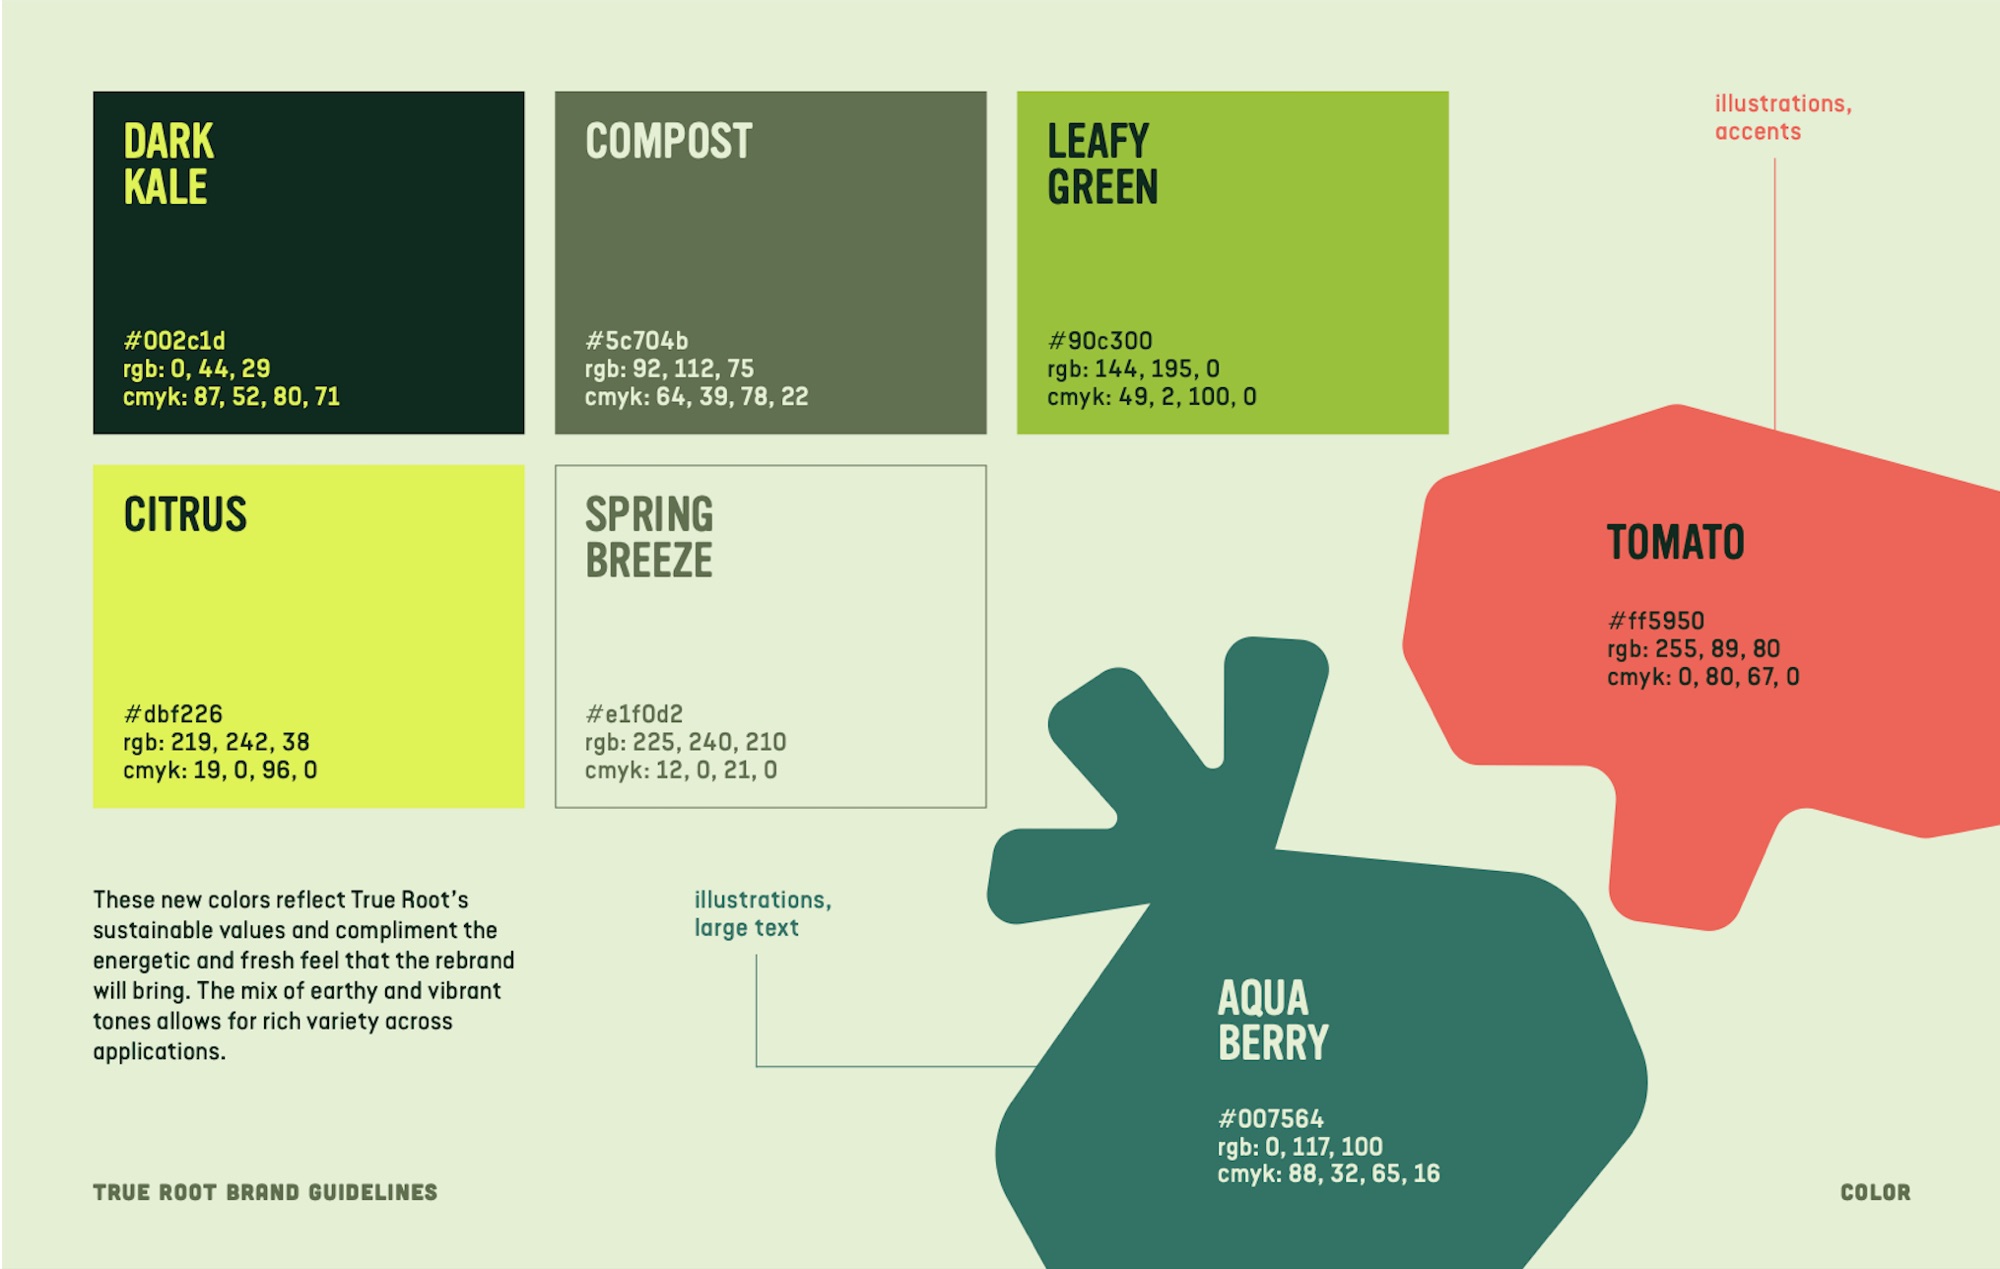 DARK
KALE
#002c1d
rgb: 0, 44, 29
cmyk: 87, 52, 80, 71
COMPOST
#5c704b
rgb: 92, 112, 75
cmyk: 64, 39, 78, 22
LEAFY
GREEN
#90c300
rgb: 144, 195, 0
cmyk: 49, 2, 100, 0
illustrations,
accents
CITRUS
#dbf226
rgb: 219, 242, 38
cmyk: 19, 0, 96, 0
SPRING
BREEZE
#e1f0d2
rgb: 225, 240, 210
cmyk: 12, 0, 21, 0
TOMATO
#ff5950
rgb: 255, 89, 80
cmyk: 0, 80, 67, 0
These new colors reflect True Root's
sustainable values and compliment the
energetic and fresh feel that the rebrand
will bring. The mix of earthy and vibrant
tones allows for rich variety across
applications.
illustrations,
large text
AQUA
BERRY
#007564
rgb: 0, 117, 100
cmyk: 88, 32, 65, 16
TRUE ROOT BRAND GUIDELINES
COLOR